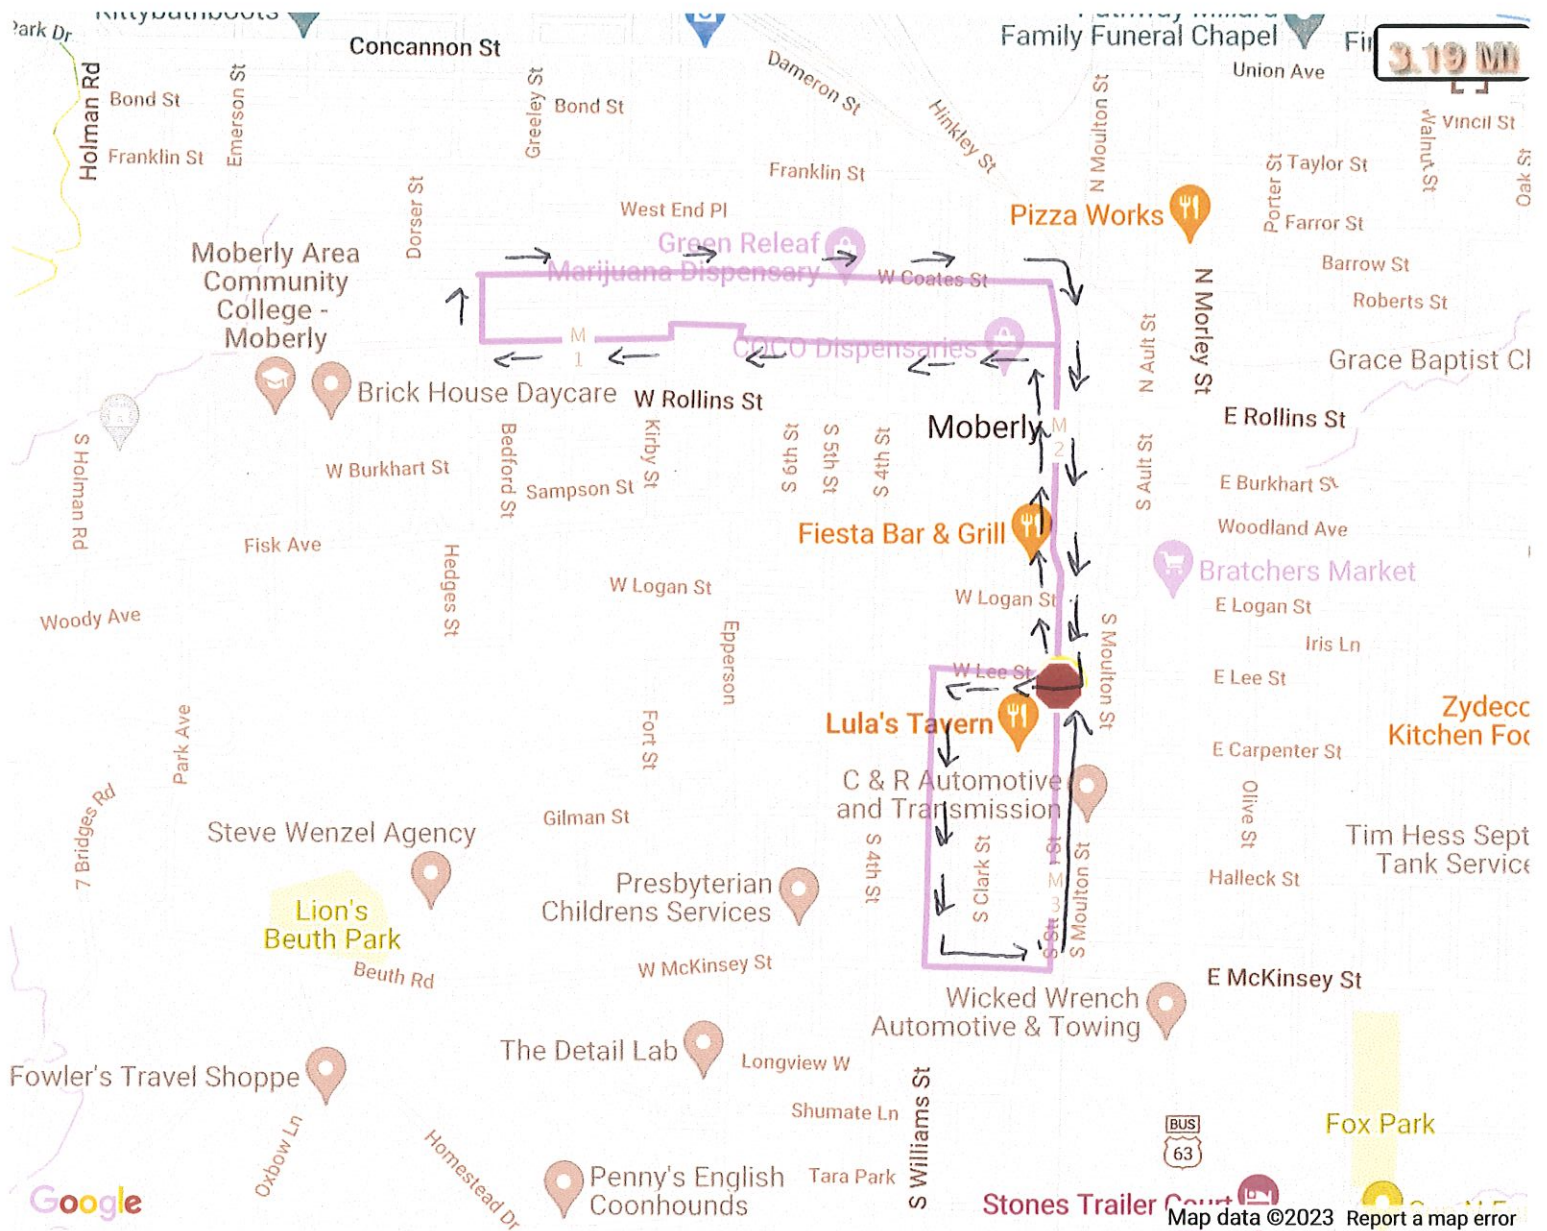 Park Dr
Holman Rd
Concannon St
Family Funeral Chapel
3.19 MI
Union Ave
Bond St
Emerson St
Greeley St
Bond St
Dameron St
Hinkley St
N Moulton St
Walnut St
Vincil St
Franklin St
Franklin St
Porter St
Taylor St
Oak St
Dorser St
West End Pl
Pizza Works
Farror St
Green Releaf
Marijuana Dispensary
W Coates St
Barrow St
Roberts St
Moberly Area
Community
College -
Moberly
N Morley St
N Ault St
M
1
COCO Dispensaries
Grace Baptist
Brick House Daycare
W Rollins St
E Rollins St
Moberly
M
2
S Holman Rd
W Burkhart St
Bedford St
Sampson St
Kirby St
S 5th St
S 4th St
S Ault St
E Burkhart St
Woodland Ave
Fisk Ave
Hedges St
Fiesta Bar & Grill
Bratchers Market
W Logan St
W Logan St
E Logan St
Woody Ave
Epperson
S Moulton St
Iris Ln
W Lee St
E Lee St
Park Ave
Fort St
Lula's Tavern
E Carpenter St
Zydeco
Kitchen
C & R Automotive
and Transmission
Olive St
7 Bridges Rd
Gilman St
Steve Wenzel Agency
S 4th St
S Clark St
S Moulton St
Tim Hess Sept
Tank Service
M
3
Halleck St
Presbyterian
Childrens Services
Lion's
Beuth Park
Beuth Rd
W McKinsey St
E McKinsey St
Wicked Wrench
Automotive & Towing
The Detail Lab
Longview W
Fowler's Travel Shoppe
Shumate Ln
S Williams St
Oxbow Ln
Homestead Dr
BUS
63
Fox Park
Penny's English
Coonhounds
Tara Park
Stones Trailer Court
Google
Map data ©2023 Report a map error